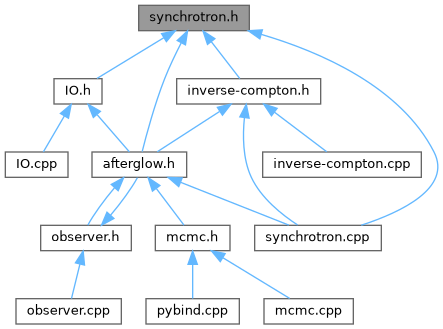 synchrotron.h
IO.h
inverse-compton.h
IO.cpp
afterglow.h
inverse-compton.cpp
observer.h
mcmc.h
synchrotron.cpp
observer.cpp
pybind.cpp
mcmc.cpp